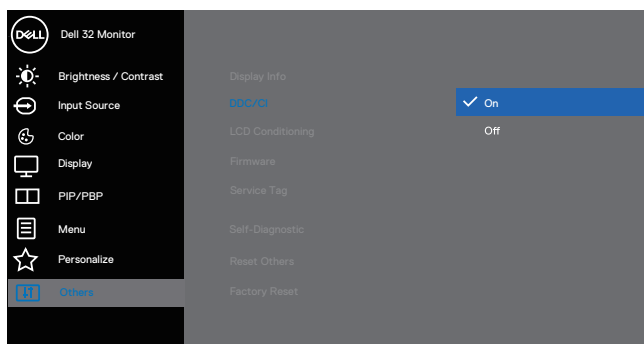 DELL
Dell 32 Monitor
Brightness / Contrast
Input Source
Color
Display
PIP/PBP
Menu
Personalize
Others
Display Info
DDC/CI
LCD Conditioning
Firmware
Service Tag
Self-Diagnostic
Reset Others
Factory Reset
On
Off